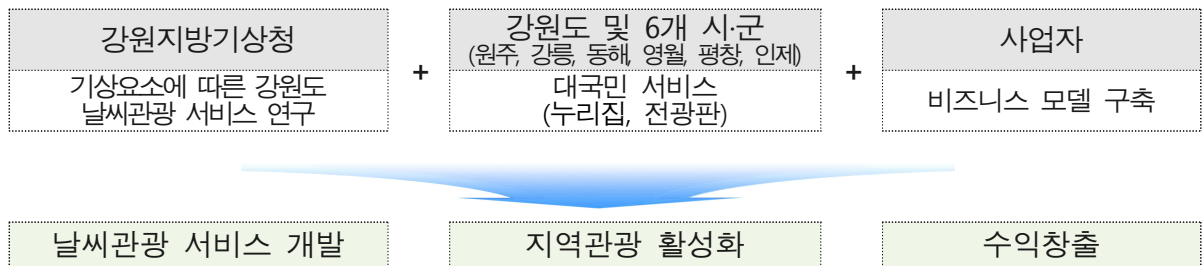 강원지방기상청
기상요소에 따른 강원도
날씨관광 서비스 연구
+
강원도 및 6개 시·군
(원주, 강릉, 동해, 영월, 평창, 인제)
대국민 서비스
(누리집, 전광판)
+
사업자
비즈니스 모델 구축
날씨관광 서비스 개발
지역관광 활성화
수익창출